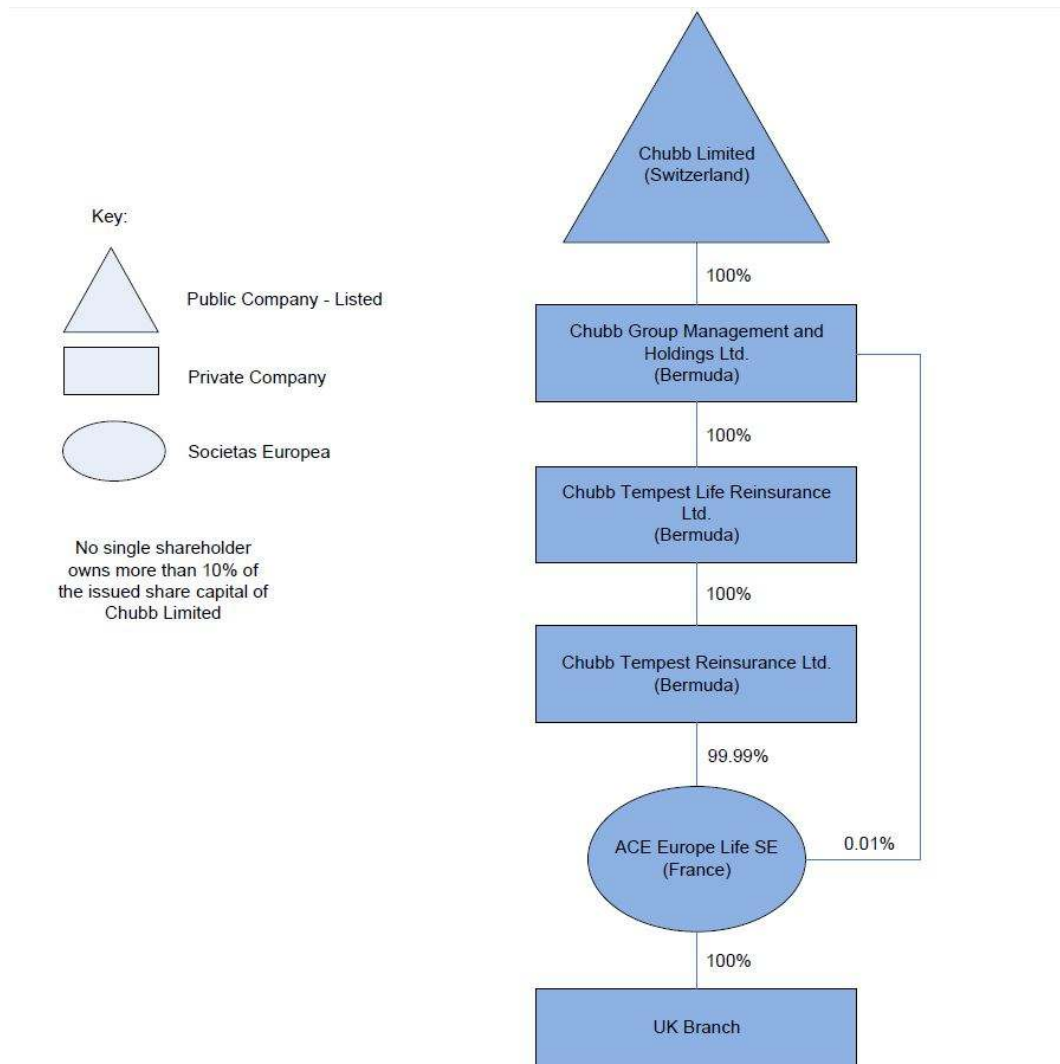 Chubb Limited
(Switzerland)
Key:
Public Company - Listed
Private Company
Societas Europea
No single shareholder
owns more than 10% of
the issued share capital of
Chubb Limited
100%
Chubb Group Management and
Holdings Ltd.
(Bermuda)
100%
Chubb Tempest Life Reinsurance
Ltd.
(Bermuda)
100%
Chubb Tempest Reinsurance Ltd.
(Bermuda)
99.99%
ACE Europe Life SE
(France)
0.01%
100%
UK Branch